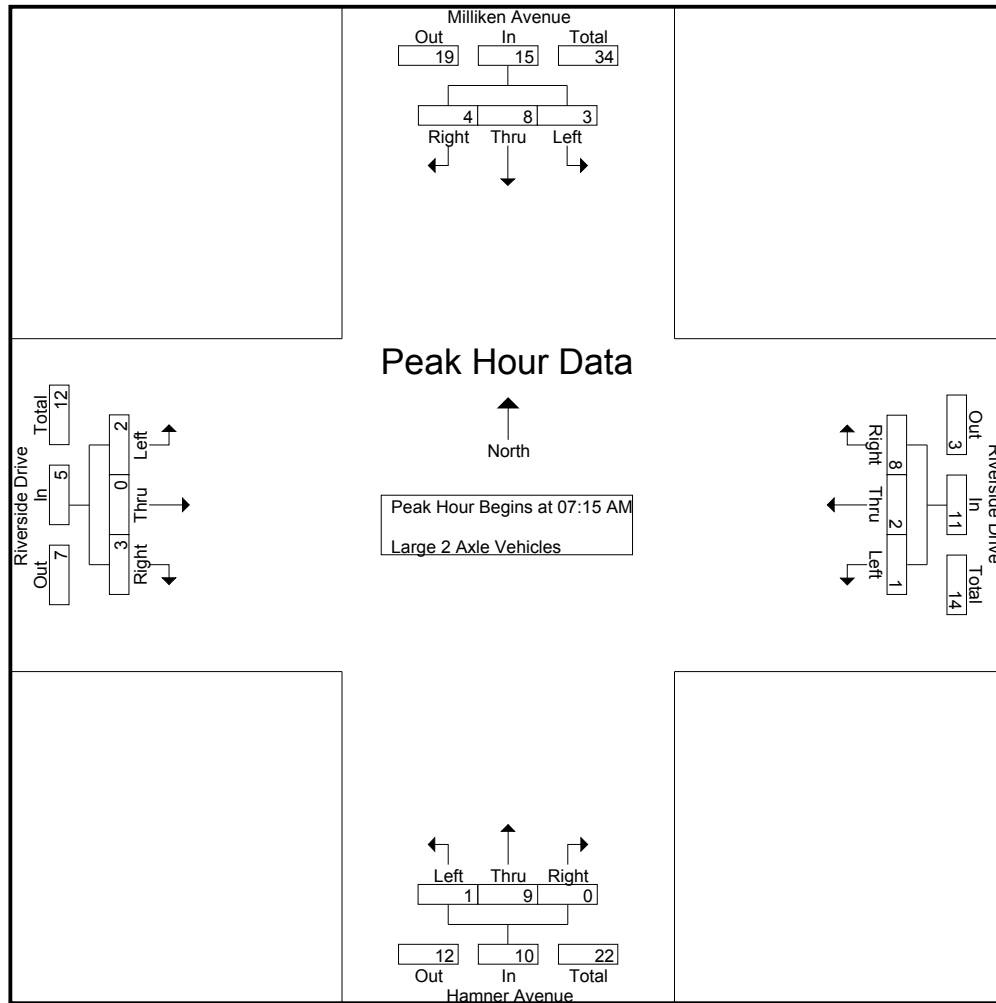 Milliken Avenue
Out In Total
19 15 34
4 8 3
Right Thru Left
Peak Hour Data
North
Peak Hour Begins at 07:15 AM
Large 2 Axle Vehicles
Riverside Drive
Total In Out
12 5 7
2 0 3
Left Thru Right
Riverside Drive
Out In Total
3 11 14
8 2 1
Right Thru Left
Left Thru Right
1 9 0
12 10 22
Out In Total
Hamner Avenue